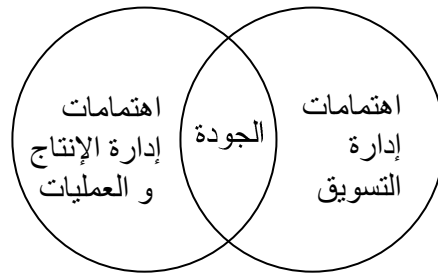 اهتمامات
إدارة
التسويق
الجودة
اهتمامات
إدارة الإنتاج
و العمليات